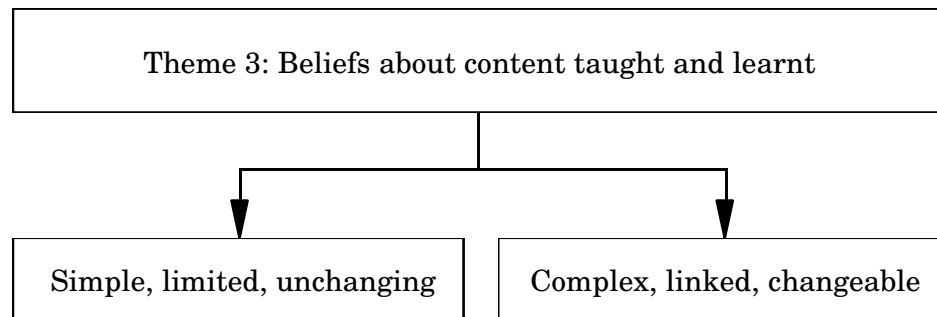 Theme 3: Beliefs about content taught and learnt
Simple, limited, unchanging
Complex, linked, changeable